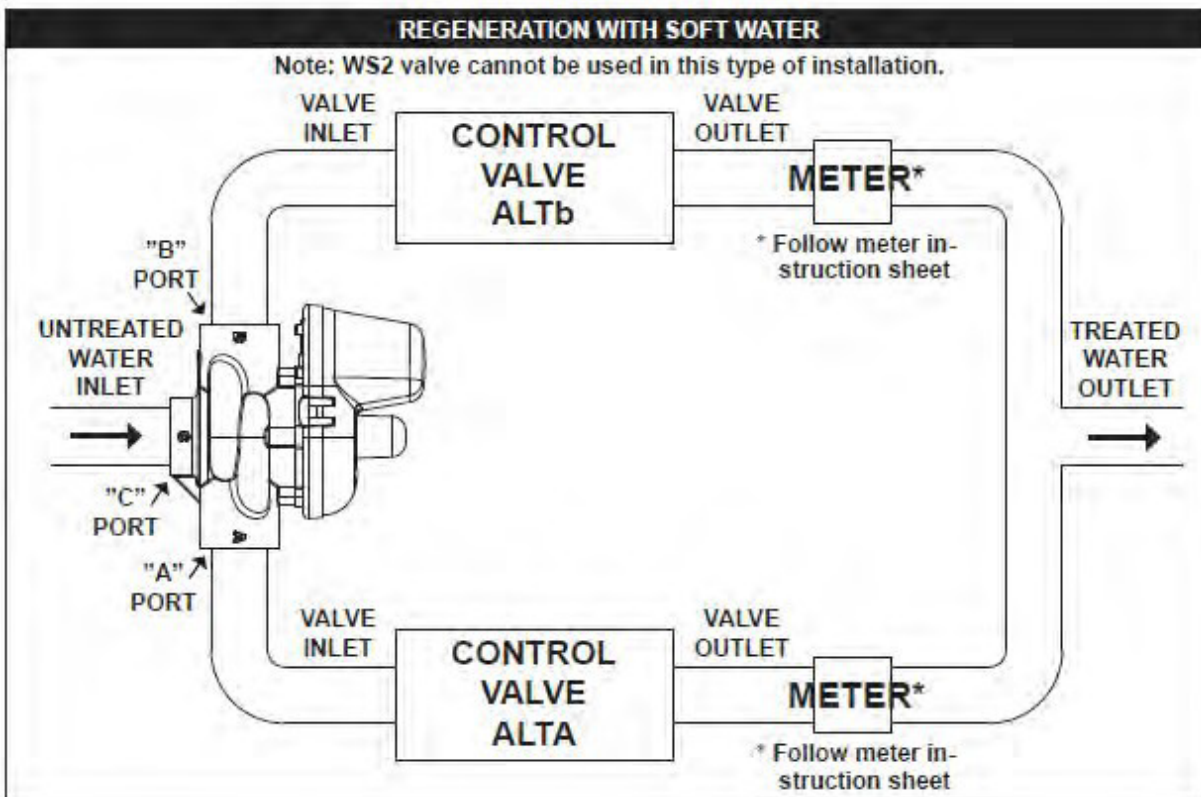 REGENERATION WITH SOFT WATER
Note: WS2 valve cannot be used in this type of installation.
VALVE
INLET
CONTROL
VALVE
ALTb
VALVE
OUTLET
METER*
* Follow meter in-
struction sheet
"B"
PORT
UNTREATED
WATER
INLET
B
C
A
"C"
PORT
"A"
PORT
TREATED
WATER
OUTLET
VALVE
INLET
CONTROL
VALVE
ALTA
VALVE
OUTLET
METER*
* Follow meter in-
struction sheet